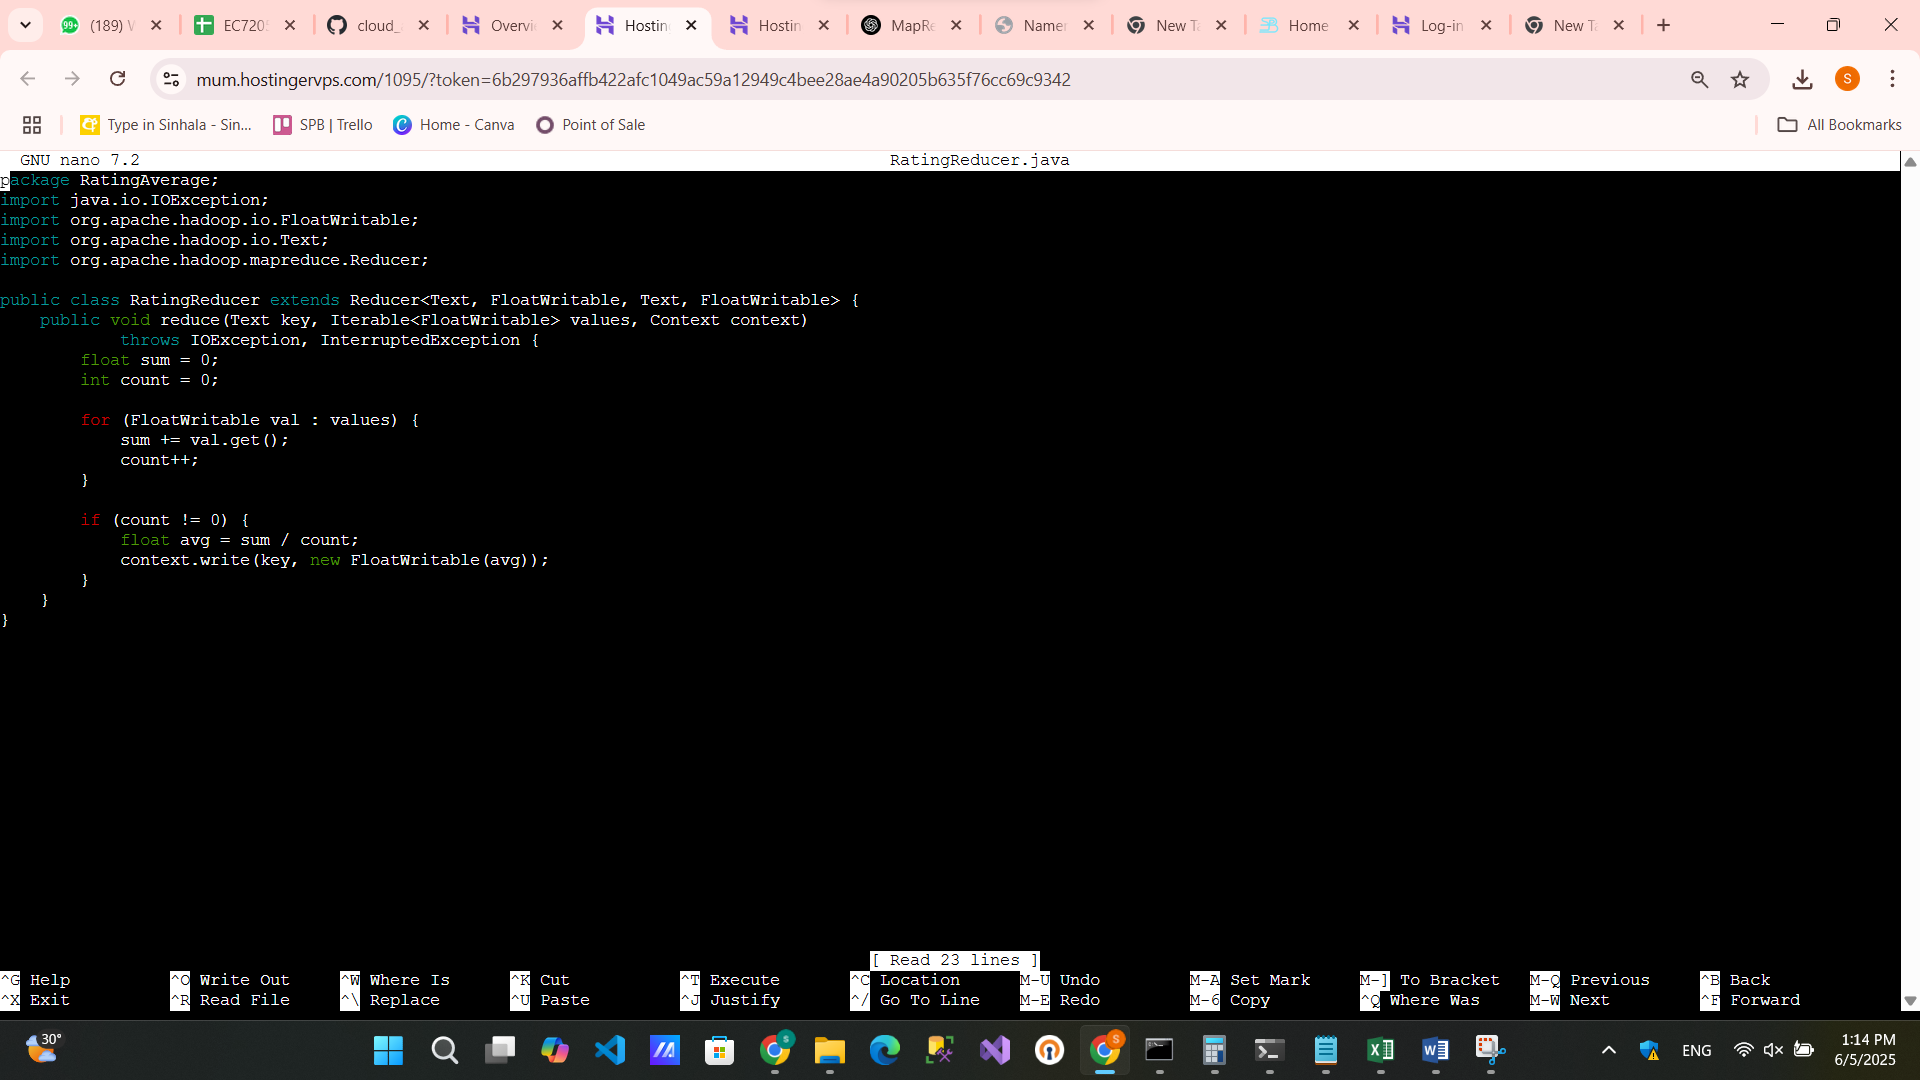 (189) W
EC7205
cloud_
Overvi
Hosting
Hostin
MapRe
Namen
New Ta
Home
Log-in
New Ta
mum.hostingervps.com/1095/?token=6b297936affb422afc1049ac59a12949c4bee28ae4a90205b635f76cc69c9342
S
Type in Sinhala - Sin...
SPB | Trello
Home - Canva
Point of Sale
All Bookmarks
GNU nano 7.2 RatingReducer.java
package RatingAverage;
import java.io.IOException;
import org.apache.hadoop.io.FloatWritable;
import org.apache.hadoop.io.Text;
import org.apache.hadoop.mapreduce.Reducer;
public class RatingReducer extends Reducer<Text, FloatWritable, Text, FloatWritable> {
public void reduce(Text key, Iterable<FloatWritable> values, Context context)
throws IOException, InterruptedException {
float sum = 0;
int count = 0;
for (FloatWritable val : values) {
sum += val.get();
count++;
}
if (count != 0) {
float avg = sum / count;
context.write(key, new FloatWritable(avg));
}
}
}
[ Read 23 lines ]
^G Help ^O Write Out ^W Where Is ^K Cut ^T Execute ^C Location M-U Undo M-A Set Mark M-] To Bracket M-Q Previous ^B Back
^X Exit ^R Read File ^\ Replace ^U Paste ^J Justify ^/ Go To Line M-E Redo M-6 Copy ^Q Where Was M-W Next ^F Forward
30°
ENG
1:14 PM
6/5/2025